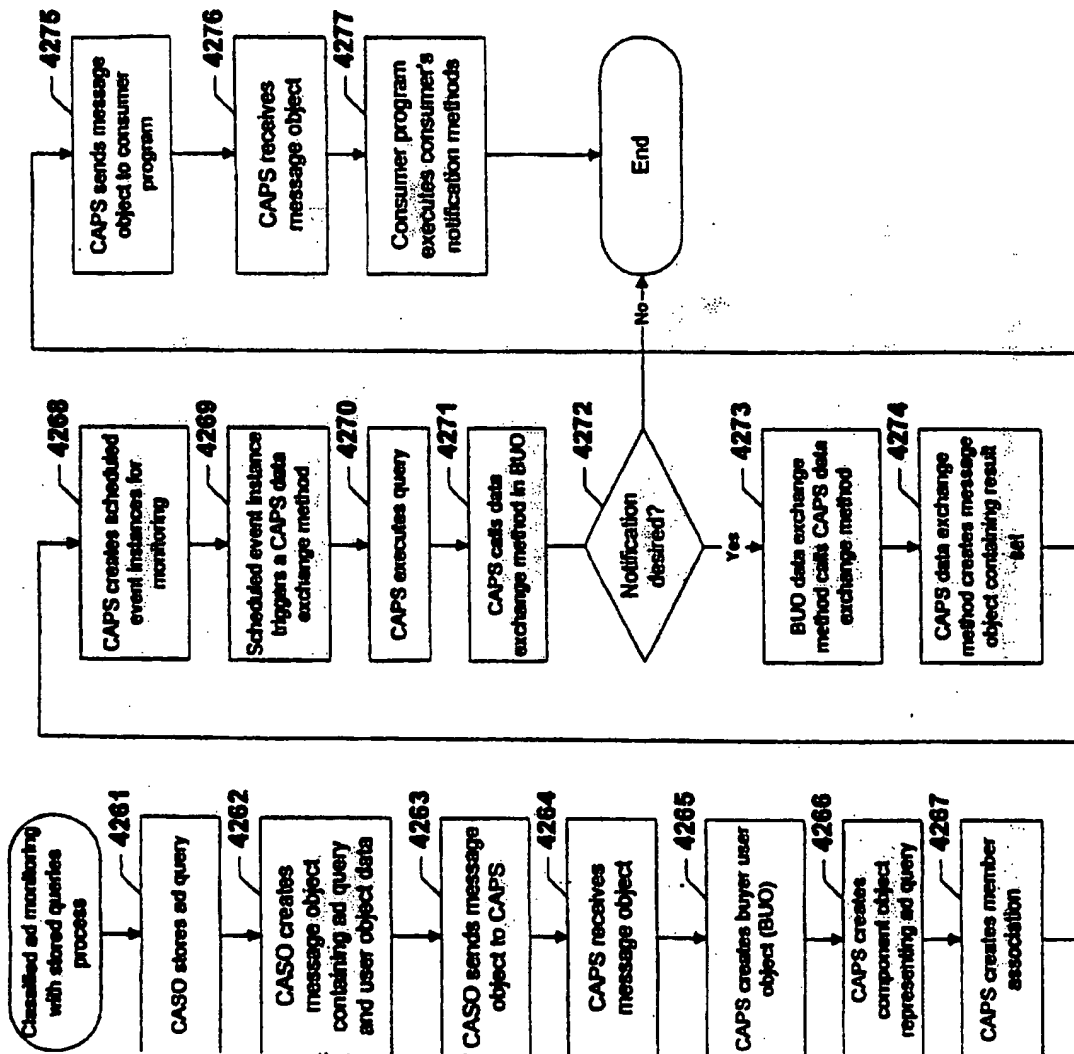 Classified ad monitoring
with stored queries
process
4261
CASO stores ad query
4262
CASO creates
message object
containing ad query
and user object data
4263
CASO sends message
object to CAPS
4264
CAPS receives
message object
4265
CAPS creates buyer user
object (BUO)
4266
CAPS creates
component object
representing ad query
4267
CAPS creates member
association
4268
CAPS creates scheduled
event instances for
monitoring
4269
Scheduled event instance
triggers a CAPS data
exchange method
4270
CAPS executes query
4271
CAPS calls data
exchange method in BUO
4272
Notification
desired?
No
Yes
4273
BUO data exchange
method calls CAPS data
exchange method
4274
CAPS data exchange
method creates message
object containing result
set
4275
CAPS sends message
object to consumer
program
4276
CAPS receives
message object
4277
Consumer program
executes consumer's
notification methods
End